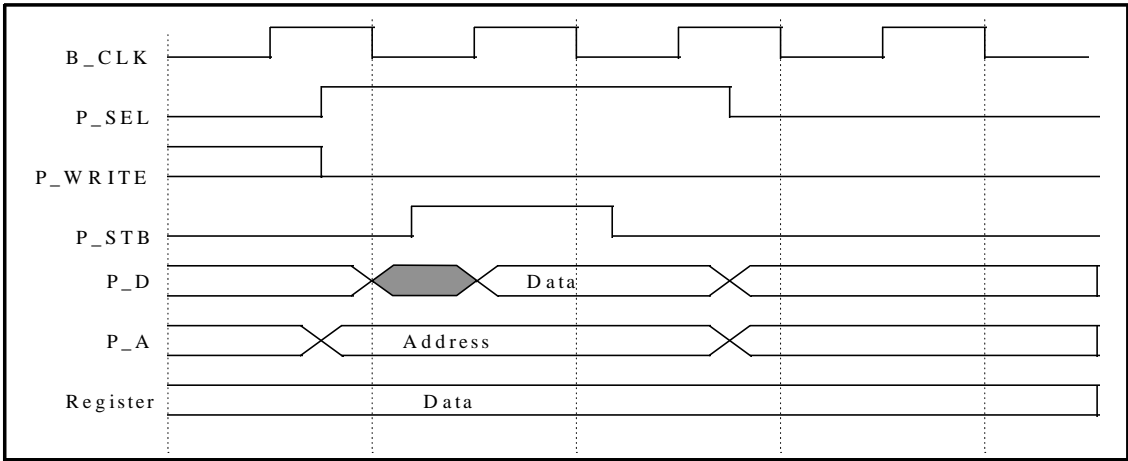 B_CLK
P_SEL
P_WRITE
P_STB
P_D Data
P_A Address
Register Data